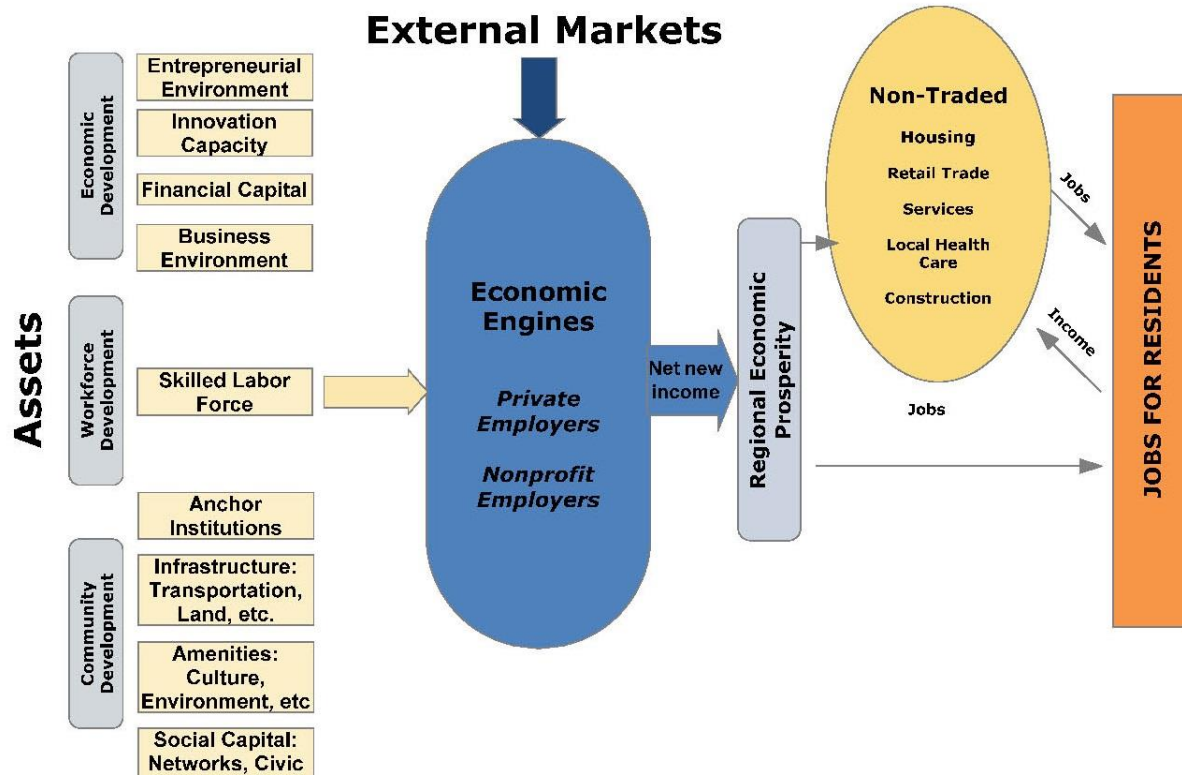 External Markets
Assets
Economic
Development
Entrepreneurial
Environment
Innovation
Capacity
Financial Capital
Business
Environment
Workforce
Development
Skilled Labor
Force
Community
Development
Anchor
Institutions
Infrastructure:
Transportation,
Land, etc.
Amenities:
Culture,
Environment, etc
Social Capital:
Networks, Civic
Economic
Engines
Private
Employers
Nonprofit
Employers
Net new
income
Regional Economic
Prosperity
Non-Traded
Housing
Retail Trade
Services
Local Health
Care
Construction
Jobs
Income
Jobs
JOBS FOR RESIDENTS